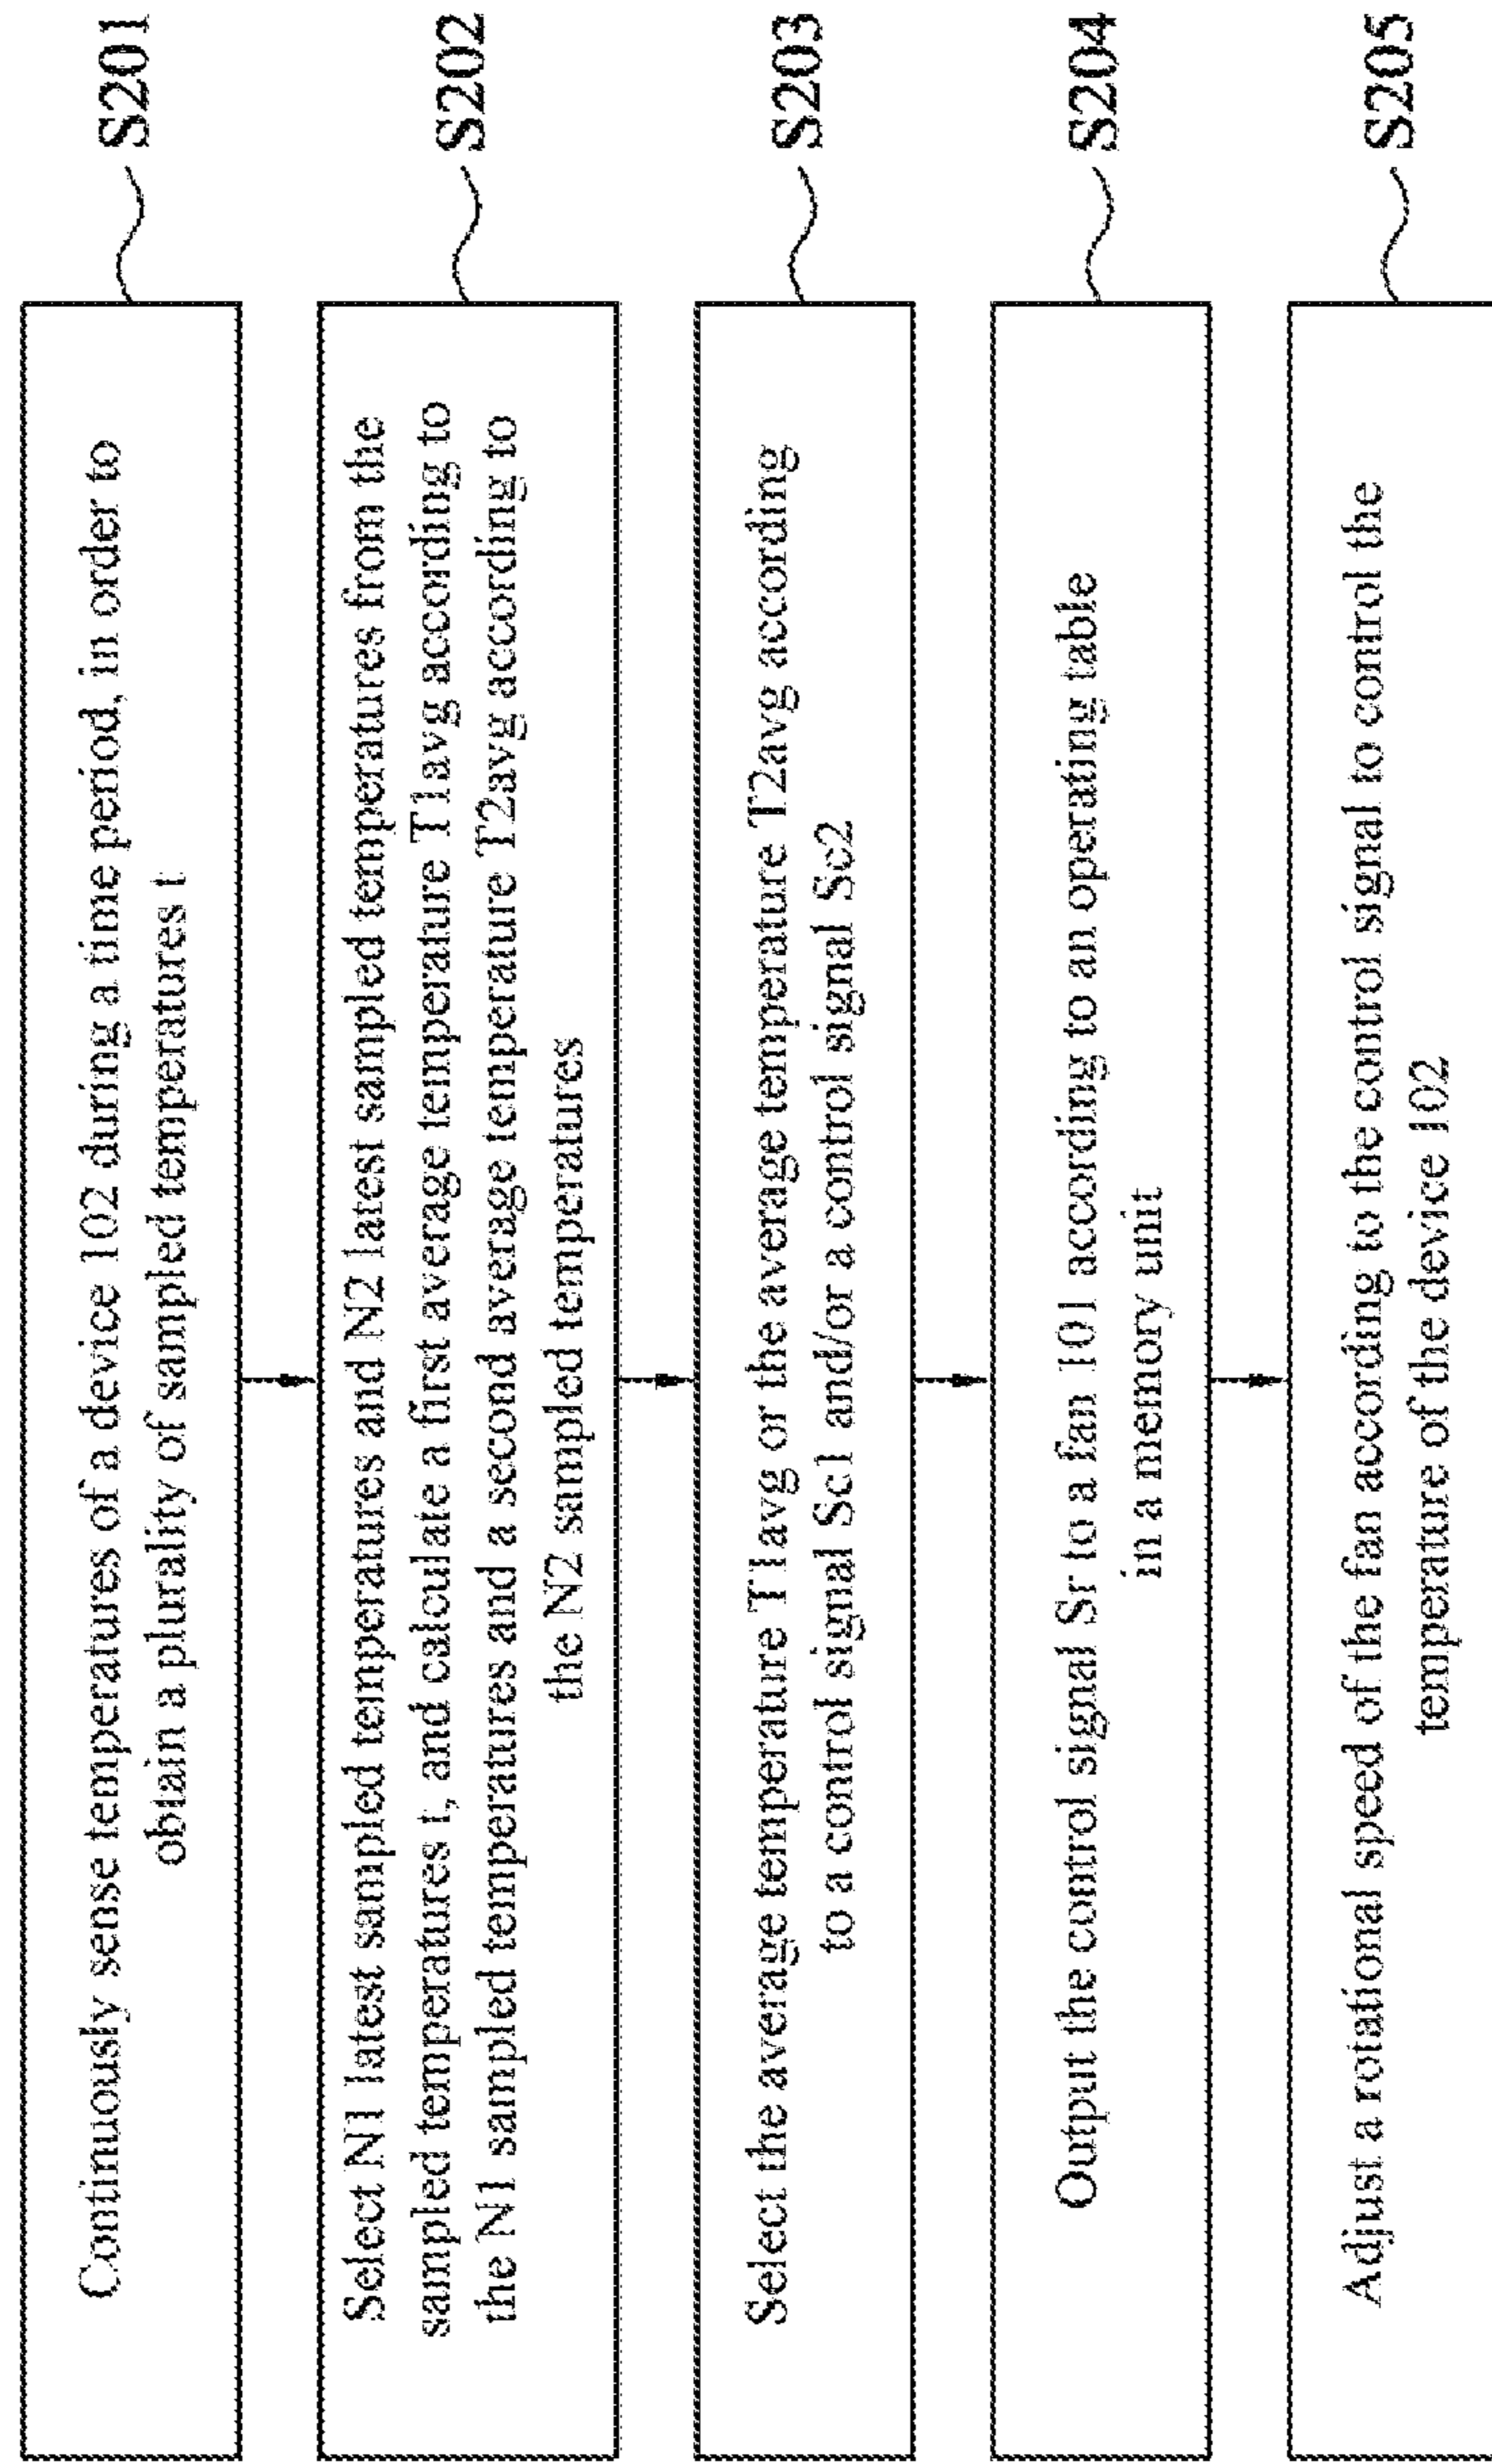 Continuously sense temperatures of a device 102 during a time period, in order to
obtain a plurality of sampled temperatures t
S201
Select N1 latest sampled temperatures and N2 latest sampled temperatures from the
sampled temperatures t, and calculate a first average temperature T1avg according to
the N1 sampled temperatures and a second average temperature T2avg according to
the N2 sampled temperatures
S202
Select the average temperature T1avg or the average temperature T2avg according
to a control signal Sc1 and/or a control signal Sc2
S203
Output the control signal Sr to a fan 101 according to an operating table
in a memory unit
S204
Adjust a rotational speed of the fan according to the control signal to control the
temperature of the device 102
S205